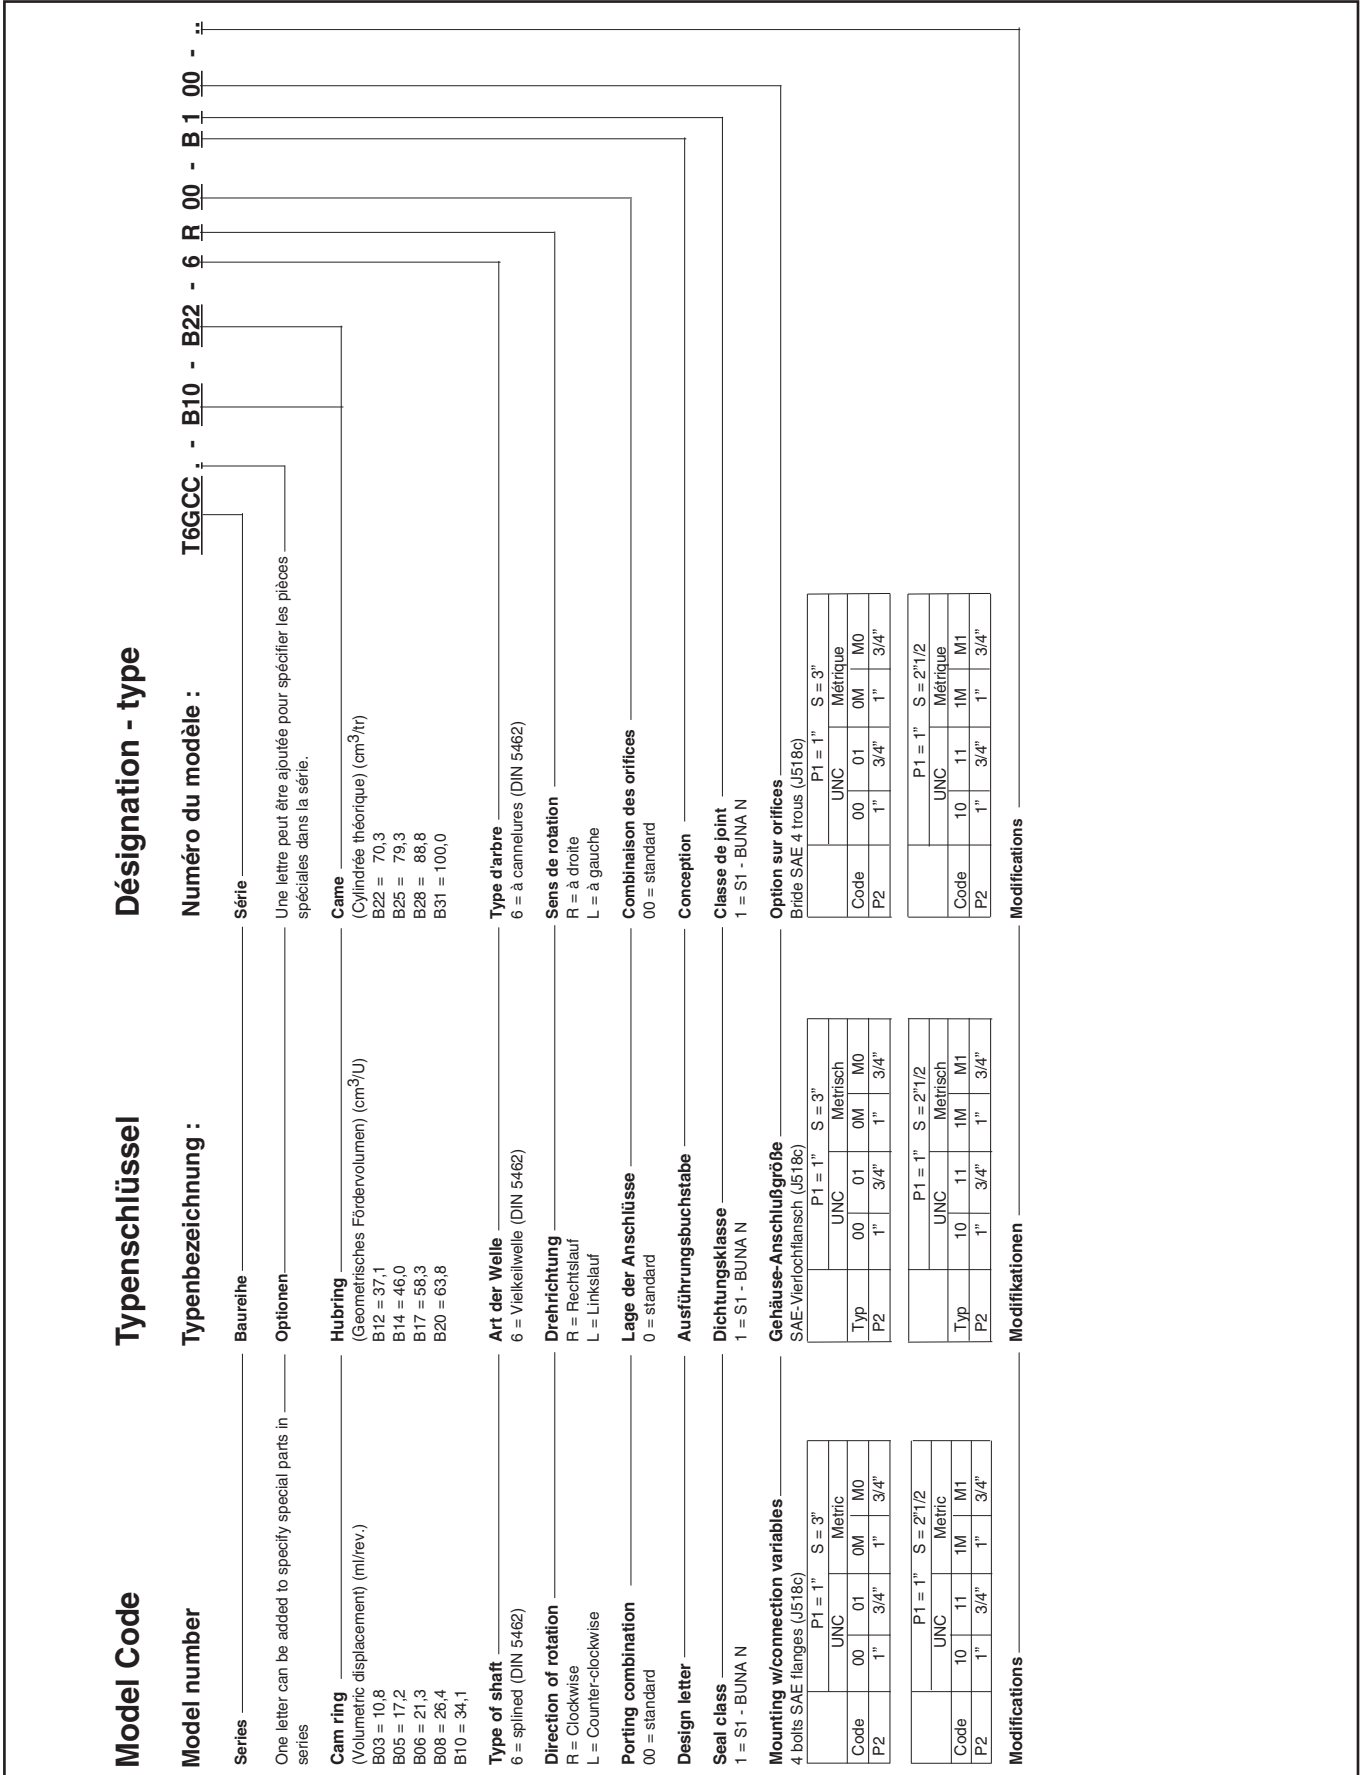 Model Code
Typenschlüssel
Désignation - type
Model number
Typenbezeichnung :
Numéro du modèle :
T6GCC . - B10 - B22 - 6 R 00 - B 1 00 - ..
Series
Baureihe
Série
One letter can be added to specify special parts in
series
Optionen
Une lettre peut être ajoutée pour spécifier les pièces
spéciales dans la série.
Cam ring
(Volumetric displacement) (ml/rev.)
B03 = 10,8
B05 = 17,2
B06 = 21,3
B08 = 26,4
B10 = 34,1
Hubring
(Geometrisches Fördervolumen) (cm³/U)
B12 = 37,1
B14 = 46,0
B17 = 58,3
B20 = 63,8
Came
(Cylindrée théorique) (cm³/tr)
B22 = 70,3
B25 = 79,3
B28 = 88,8
B31 = 100,0
Type of shaft
6 = splined (DIN 5462)
Art der Welle
6 = Vielkeilwelle (DIN 5462)
Type d'arbre
6 = à cannelures (DIN 5462)
Direction of rotation
R = Clockwise
L = Counter-clockwise
Drehrichtung
R = Rechtslauf
L = Linkslauf
Sens de rotation
R = à droite
L = à gauche
Porting combination
00 = standard
Lage der Anschlüsse
0 = standard
Combinaison des orifices
00 = standard
Design letter
Ausführungsbuchstabe
Conception
Seal class
1 = S1 - BUNA N
Dichtungsklasse
1 = S1 - BUNA N
Classe de joint
1 = S1 - BUNA N
Mounting w/connection variables
4 bolts SAE flanges (J518c)
P1 = 1" S = 3"
UNC Metric
Code 00 01 0M M0
P2 1" 3/4" 1" 3/4"
P1 = 1" S = 2"1/2
UNC Metric
Code 10 11 1M M1
P2 1" 3/4" 1" 3/4"
Gehäuse-Anschlußgröße
SAE-Vierlochflansch (J518c)
P1 = 1" S = 3"
UNC Metrisch
Typ 00 01 0M M0
P2 1" 3/4" 1" 3/4"
P1 = 1" S = 2"1/2
UNC Metrisch
Typ 10 11 1M M1
P2 1" 3/4" 1" 3/4"
Option sur orifices
Bride SAE 4 trous (J518c)
P1 = 1" S = 3"
UNC Métrique
Code 00 01 0M M0
P2 1" 3/4" 1" 3/4"
P1 = 1" S = 2"1/2
UNC Métrique
Code 10 11 1M M1
P2 1" 3/4" 1" 3/4"
Modifications
Modifikationen
Modifications